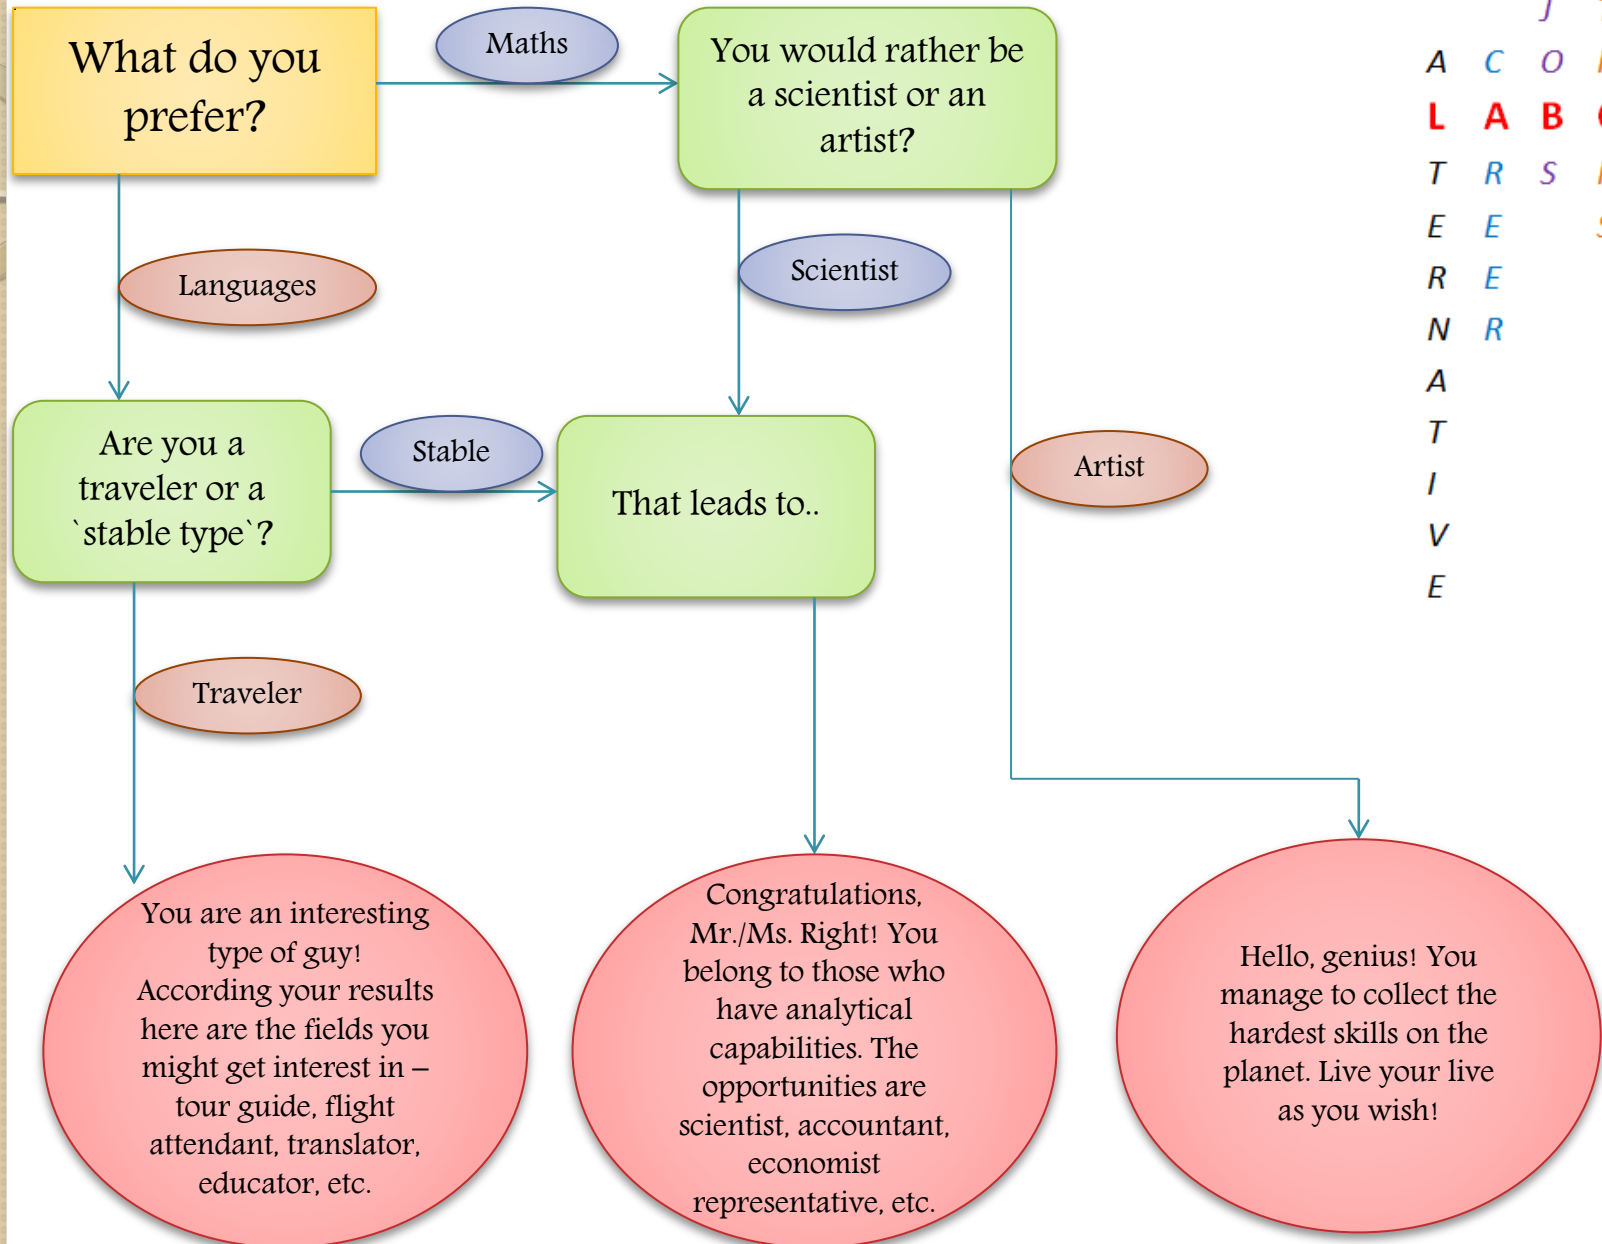 What do you
prefer?
Maths
You would rather be
a scientist or an
artist?
Languages
Scientist
Are you a
traveler or a
`stable type`?
Stable
That leads to..
Artist
Traveler
You are an interesting
type of guy!
According your results
here are the fields you
might get interest in –
tour guide, flight
attendant, translator,
educator, etc.
Congratulations,
Mr./Ms. Right! You
belong to those who
have analytical
capabilities. The
opportunities are
scientist, accountant,
economist
representative, etc.
Hello, genius! You
manage to collect the
hardest skills on the
planet. Live your live
as you wish!
J
A C O
L A B
T R S
E E
R E
N R
A
T
I
V
E